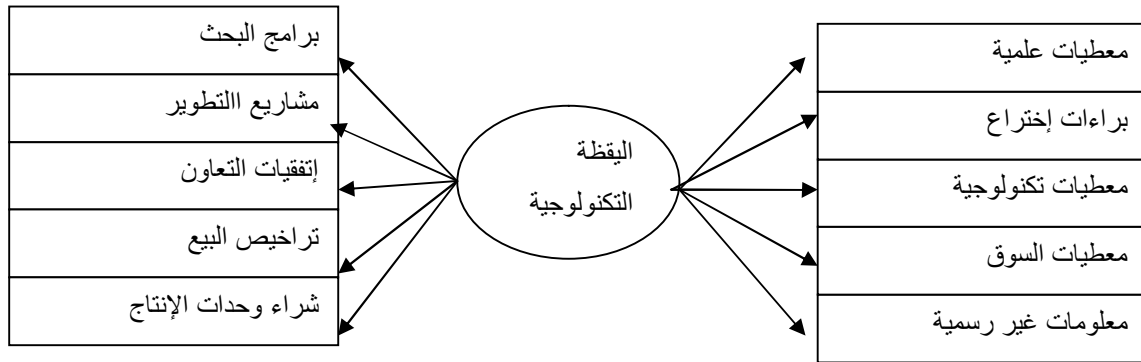 معطيات علمية
براءات إختراع
معطيات تكنولوجية
معطيات السوق
معلومات غير رسمية
اليقظة
التكنولوجية
برامج البحث
مشاريع االتطوير
إتفقيات التعاون
تراخيص البيع
شراء وحدات الإنتاج